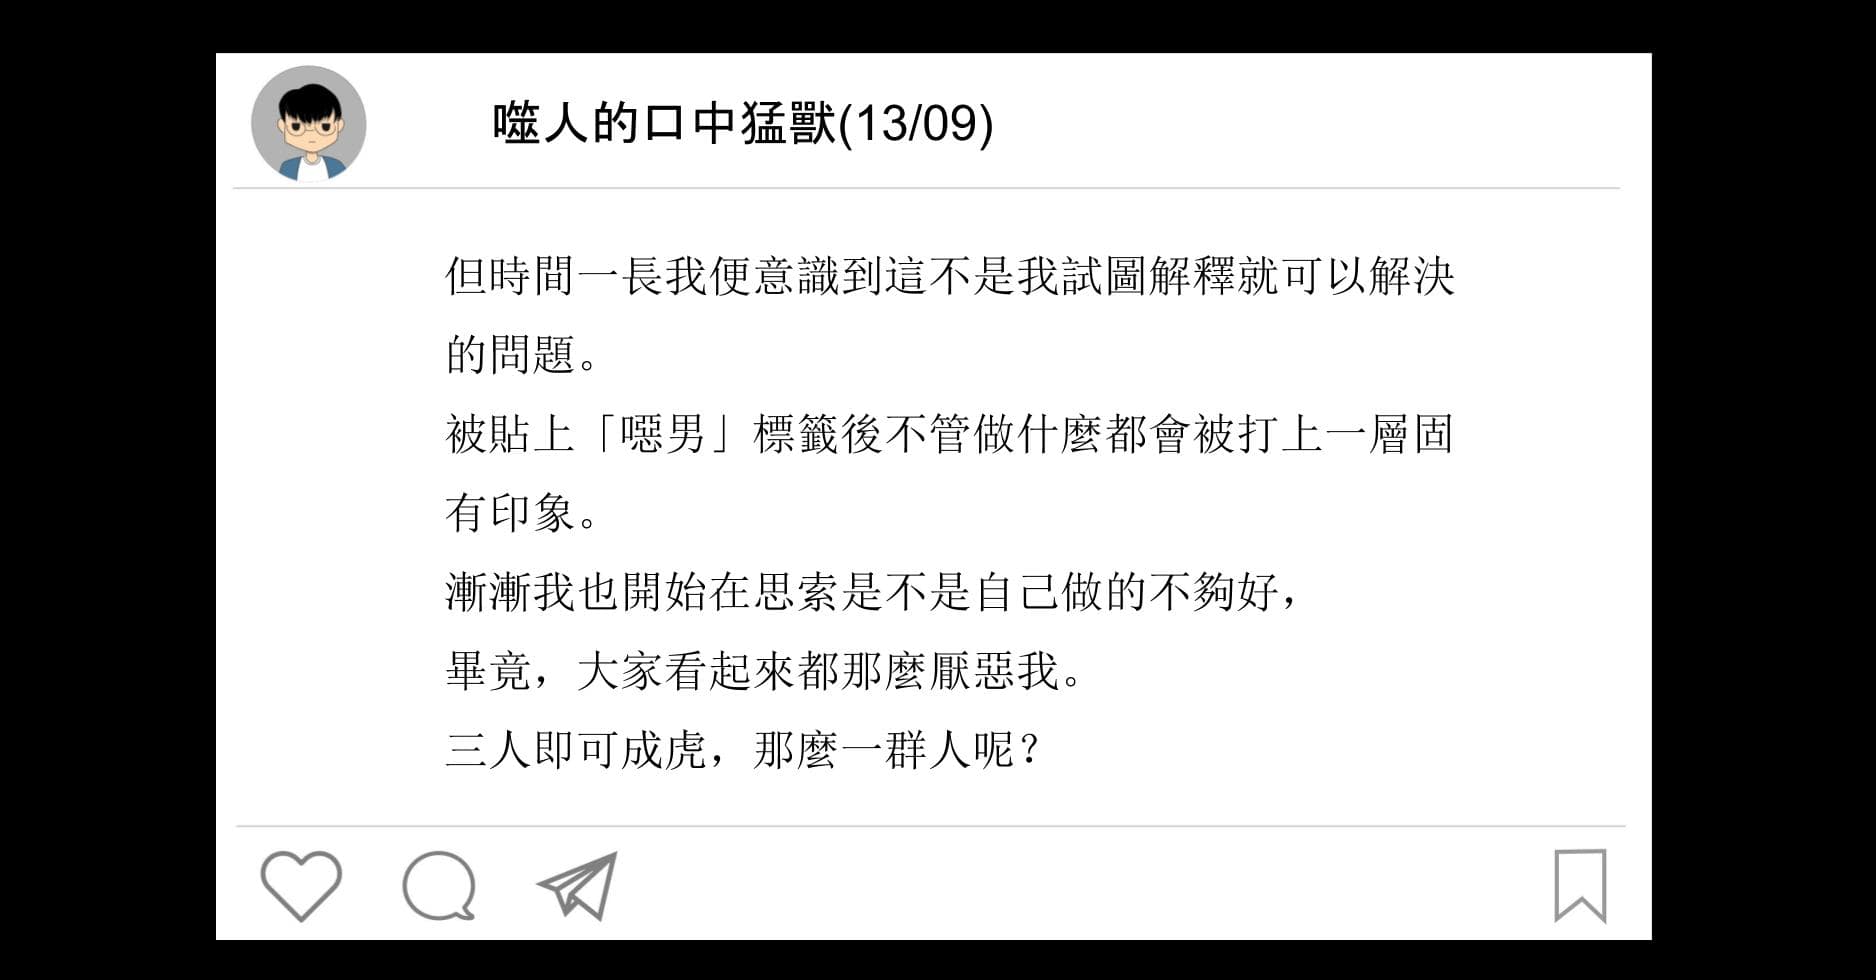 噬人的口中猛獸(13/09)
但時間一長我便意識到這不是我試圖解釋就可以解決
的問題。
被貼上「噁男」標籤後不管做什麼都會被打上一層固
有印象。
漸漸我也開始在思索是不是自己做的不夠好，
畢竟，大家看起來都那麼厭惡我。
三人即可成虎，那麼一群人呢？